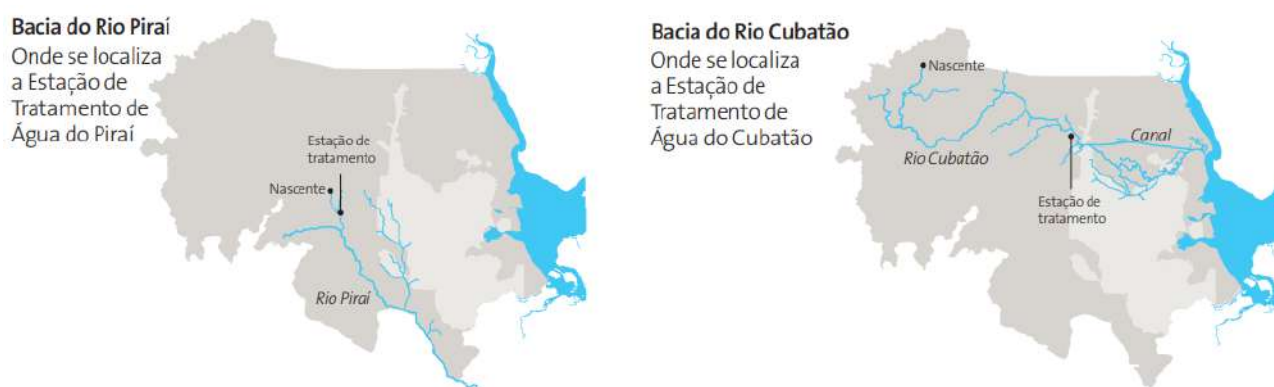 Bacia do Rio Piraí
Onde se localiza
a Estação de
Tratamento de
Água do Piraí
Estação de
tratamento
Nascente
Rio Piraí
Bacia do Rio Cubatão
Onde se localiza
a Estação de
Tratamento de
Água do Cubatão
Nascente
Rio Cubatão
Canal
Estação de
tratamento